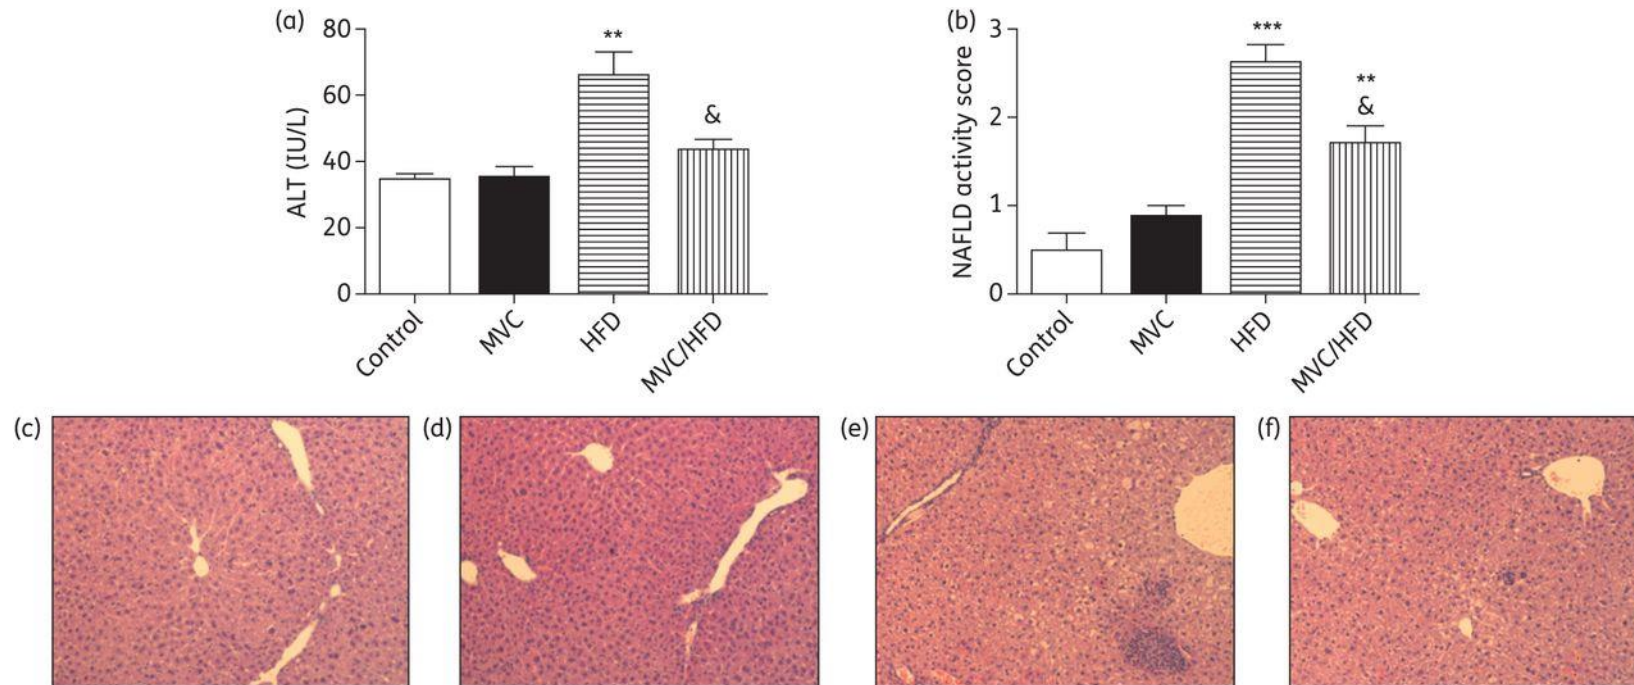 (a)
ALT (IU/L)
80
60
40
20
0
**
&
Control
MVC
HFD
MVC/HFD
(b)
NAFLD activity score
3
2
1
0
***
**
&
Control
MVC
HFD
MVC/HFD
(c)
(d)
(e)
(f)